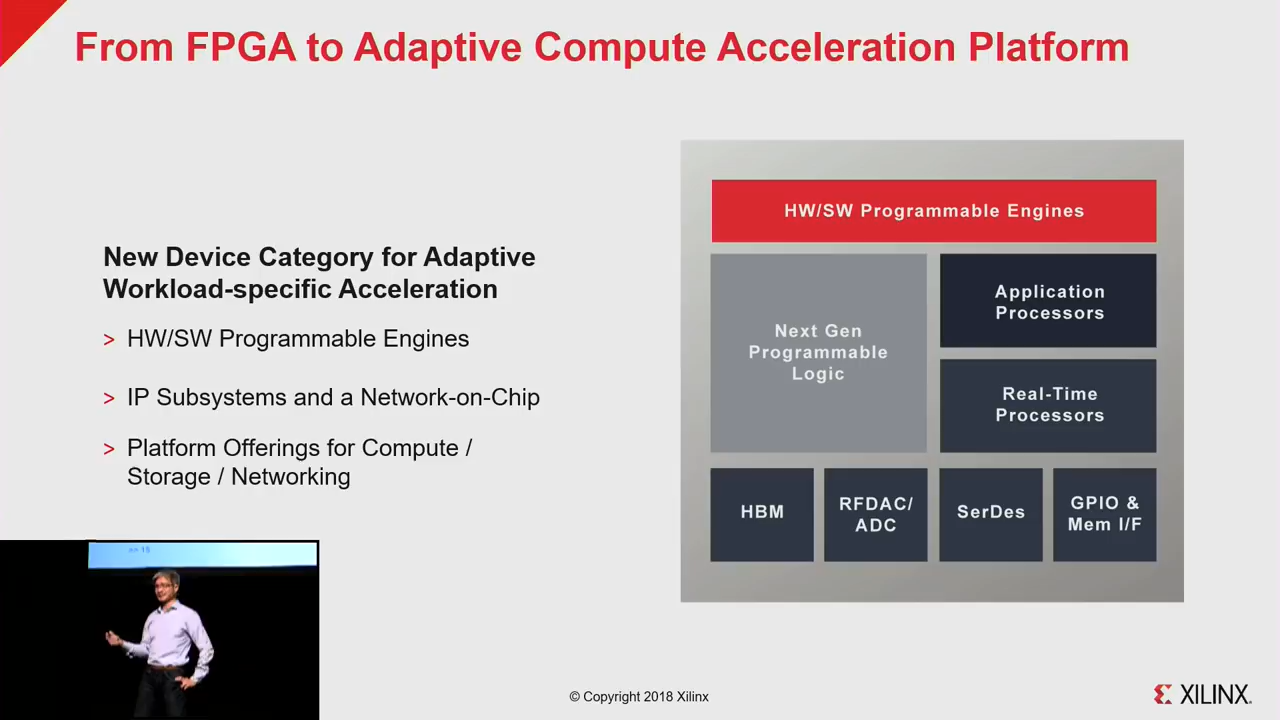 From FPGA to Adaptive Compute Acceleration Platform
New Device Category for Adaptive
Workload-specific Acceleration
> HW/SW Programmable Engines
> IP Subsystems and a Network-on-Chip
> Platform Offerings for Compute /
Storage / Networking
HW/SW Programmable Engines
Next Gen
Programmable
Logic
Application
Processors
Real-Time
Processors
HBM
RFDAC/
ADC
SerDes
GPIO &
Mem I/F
© Copyright 2018 Xilinx
XILINX